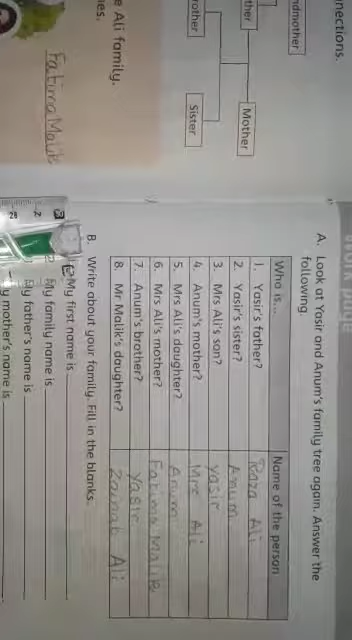 nnections.
ndmother
ther
Mother
rother
Sister
e Ali family.
es.
Fatima Malik
work page
A. Look at Yasir and Anum's family tree again. Answer the
following.
Who is... Name of the person
1. Yasir's father? Raza Ali
2. Yasir's sister? Anum
3. Mrs Ali's son? Yasir
4. Anum's mother? Mrs Ali
5. Mrs Ali's daughter? Anum
6. Mrs Ali's mother? Fatima Malik
7. Anum's brother? Yasir
8. Mr Malik's daughter? Zainab Ali
B. Write about your family. Fill in the blanks.
My first name is
My family name is
My father's name is
y mother's name is